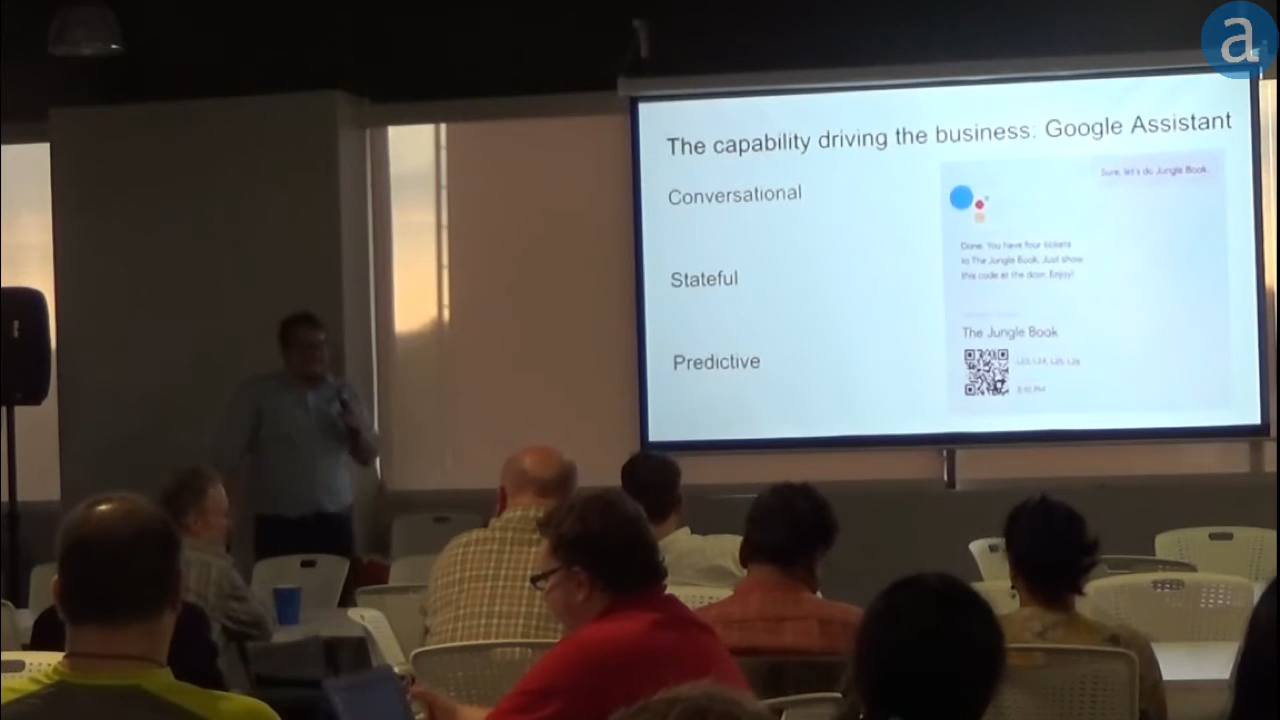 The capability driving the business: Google Assistant
Conversational
Stateful
Predictive
Sure, let's do Jungle Book.
Done. You have four tickets
to The Jungle Book. Just show
this code at the door. Enjoy!
The Jungle Book
a